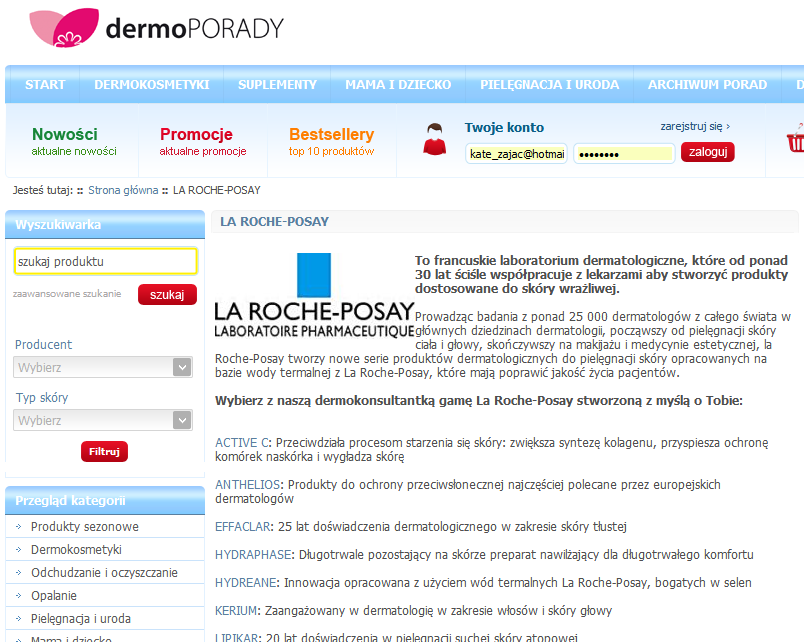 dermoPORADY
START DERMOKOSMETYKI SUPLEMENTY MAMA I DZIECKO PIELĘGNACJA I URODA ARCHIWUM PORAD
Nowości
aktualne nowości
Promocje
aktualne promocje
Bestsellery
top 10 produktów
Twoje konto
zarejstruj się ›
kate_zajac@hotmai
••••••••
zaloguj
Jesteś tutaj: :: Strona główna :: LA ROCHE-POSAY
Wyszukiwarka
szukaj produktu
zaawansowane szukanie
szukaj
Producent
Wybierz
Typ skóry
Wybierz
Filtruj
Przegląd kategorii
Produkty sezonowe
Dermokosmetyki
Odchudzanie i oczyszczanie
Opalanie
Pielęgnacja i uroda
Mama i dziecko
LA ROCHE-POSAY
LA ROCHE-POSAY
LABORATOIRE PHARMACEUTIQUE
To francuskie laboratorium dermatologiczne, które od ponad
30 lat ściśle współpracuje z lekarzami aby stworzyć produkty
dostosowane do skóry wrażliwej.
Prowadząc badania z ponad 25 000 dermatologów z całego świata w
głównych dziedzinach dermatologii, począwszy od pielęgnacji skóry
ciała i głowy, skończywszy na makijażu i medycynie estetycznej, la
Roche-Posay tworzy nowe serie produktów dermatologicznych do pielęgnacji skóry opracowanych na
bazie wody termalnej z La Roche-Posay, które mają poprawić jakość życia pacjentów.
Wybierz z naszą dermokonsultantką gamę La Roche-Posay stworzoną z myślą o Tobie:
ACTIVE C: Przeciwdziała procesom starzenia się skóry: zwiększa syntezę kolagenu, przyspiesza ochronę
komórek naskórka i wygładza skórę
ANTHELIOS: Produkty do ochrony przeciwsłonecznej najczęściej polecane przez europejskich
dermatologów
EFFACLAR: 25 lat doświadczenia dermatologicznego w zakresie skóry tłustej
HYDRAPHASE: Długotrwale pozostający na skórze preparat nawilżający dla długotrwałego komfortu
HYDREANE: Innowacja opracowana z użyciem wód termalnych La Roche-Posay, bogatych w selen
KERIUM: Zaangażowany w dermatologię w zakresie włosów i skóry głowy
LIPIKAR: 20 lat doświadczenia w pielęgnacji suchej skóry atopowej